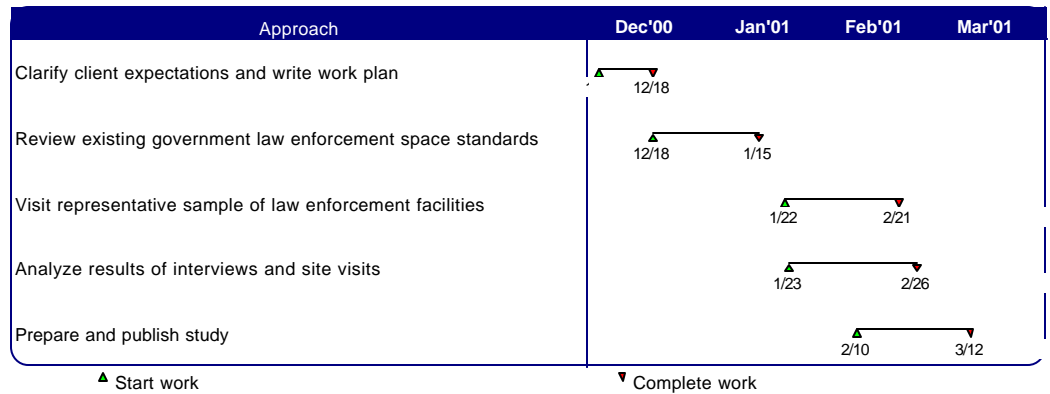 Approach Dec'00 Jan'01 Feb'01 Mar'01
Clarify client expectations and write work plan
12/18
Review existing government law enforcement space standards
12/18 1/15
Visit representative sample of law enforcement facilities
1/22 2/21
Analyze results of interviews and site visits
1/23 2/26
Prepare and publish study
2/10 3/12
Start work Complete work